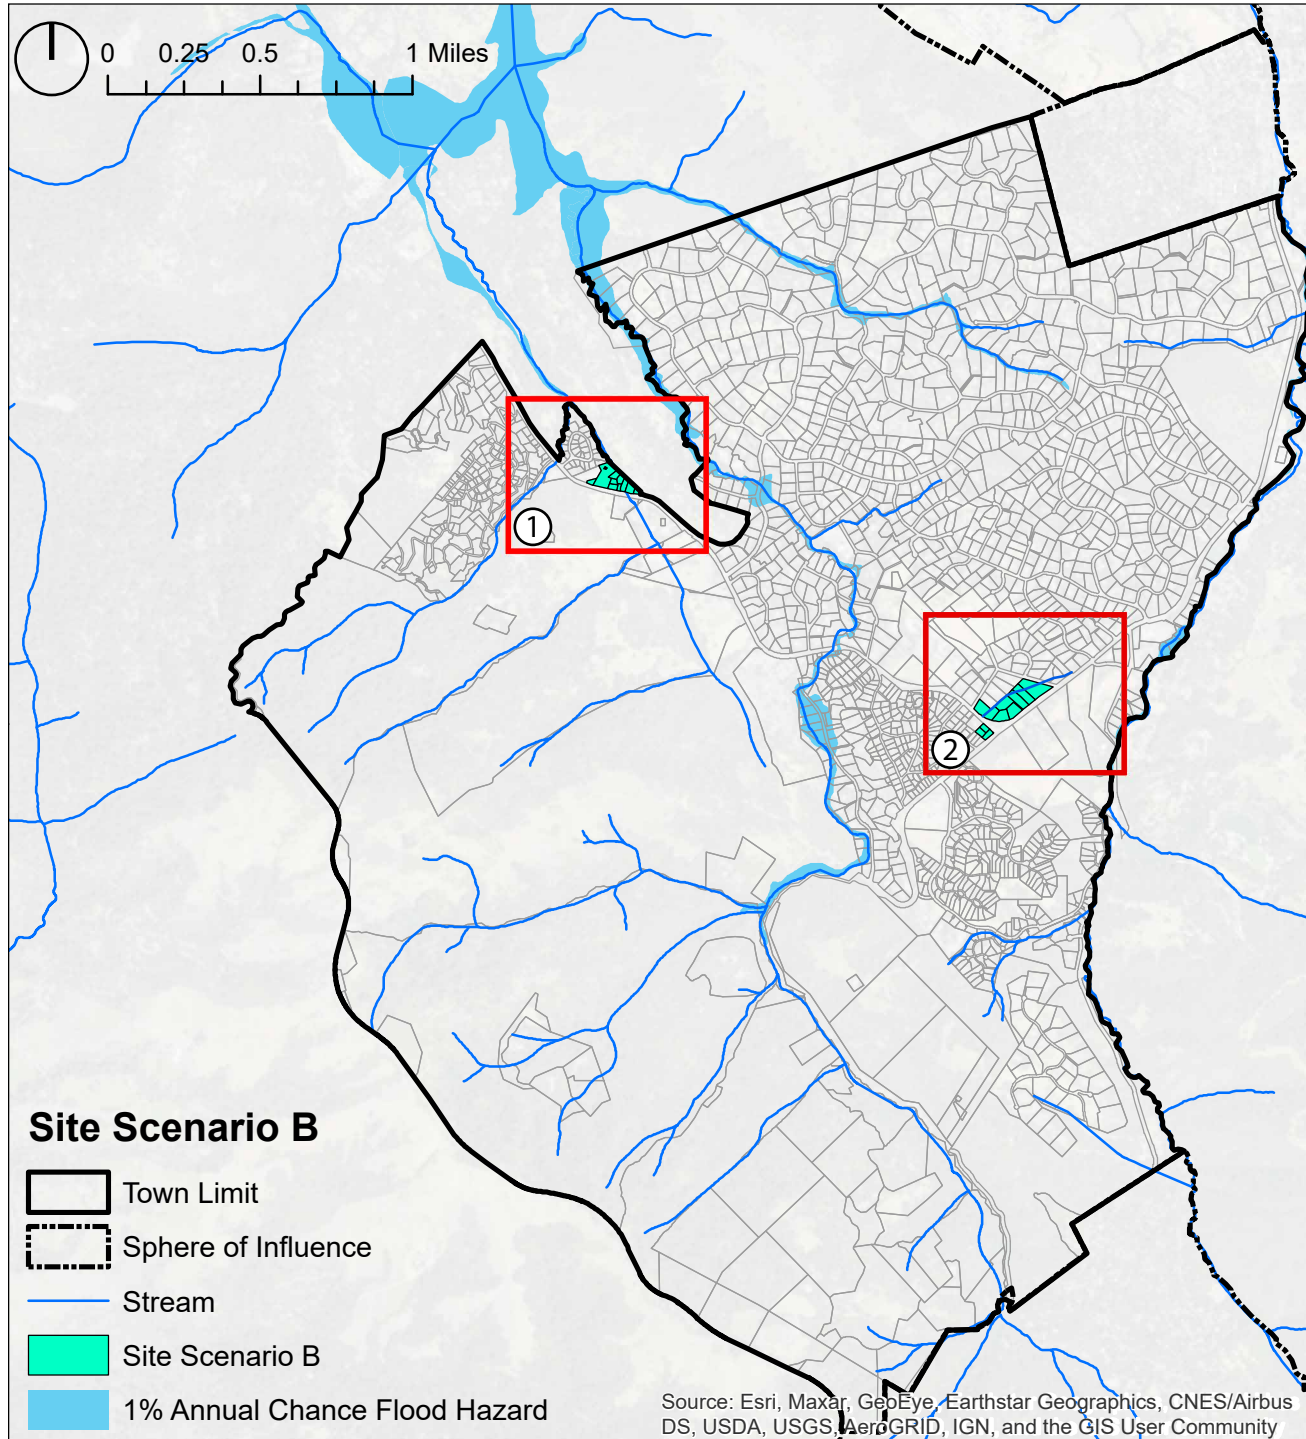 0 0.25 0.5 1 Miles
1
2
Site Scenario B
Town Limit
Sphere of Influence
Stream
Site Scenario B
1% Annual Chance Flood Hazard
Source: Esri, Maxar, GeoEye, Earthstar Geographics, CNES/Airbus
DS, USDA, USGS, AeroGRID, IGN, and the GIS User Community